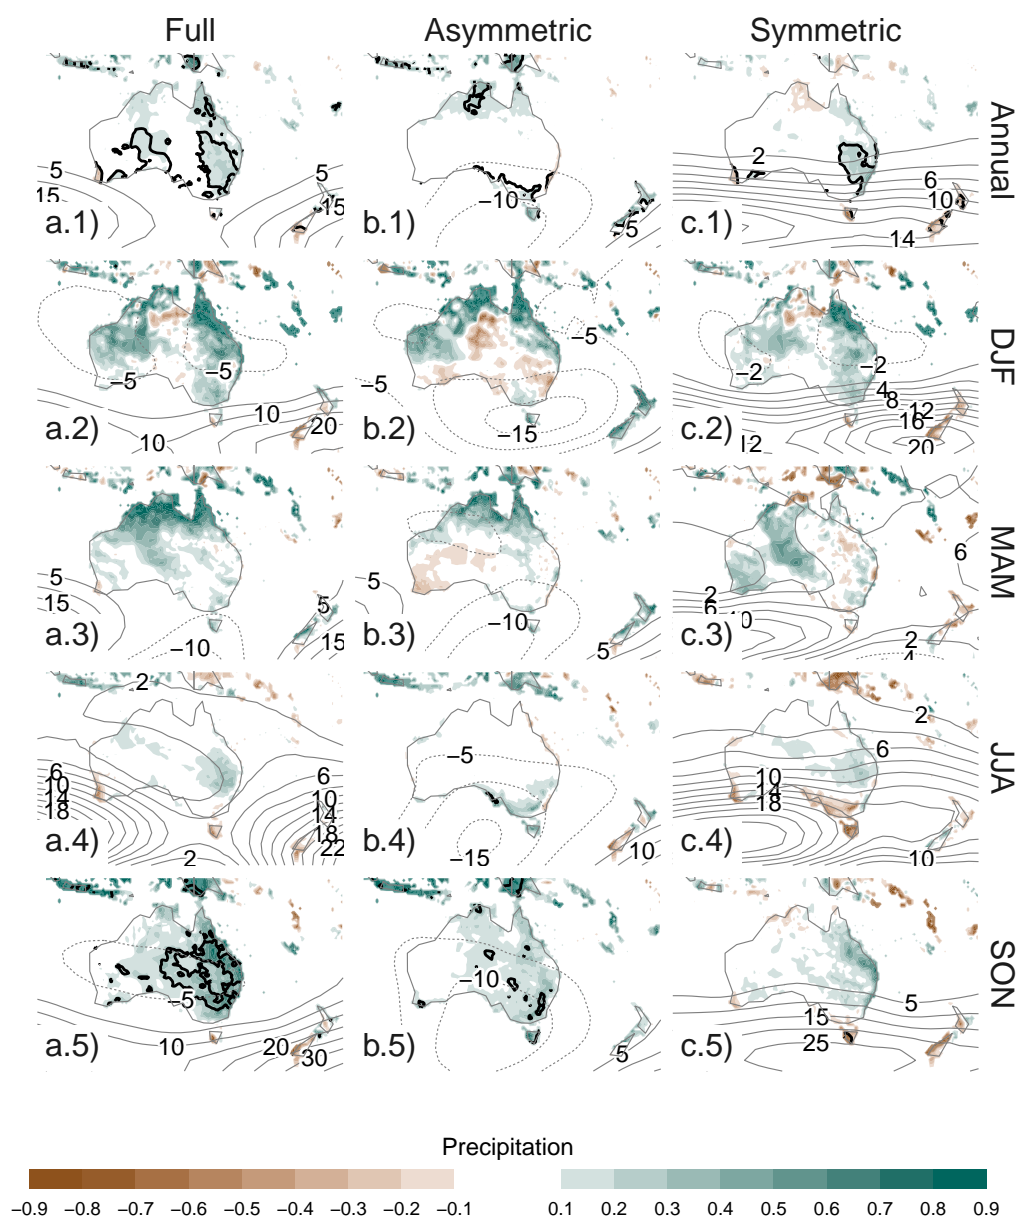 Full Asymmetric Symmetric
Annual
5 5
15 15
a.1)
−10
5
b.1)
2
6
10
14
c.1)
DJF
−5 −5
10
10 20
a.2)
−5
−5
−15
b.2)
−2 −2
4
8
12
16
12 20
c.2)
MAM
5 5
15
−10 15
a.3)
5
−10
5
b.3)
6
2
6
10
2
4
c.3)
JJA
2
6 6
10 10
14 14
18 18
2 22
a.4)
−5
−15
10
b.4)
2
6
10
14
18
10
c.4)
SON
−5
10 20
30
a.5)
−10
5
b.5)
5
15
25
c.5)
Precipitation
−0.9 −0.8 −0.7 −0.6 −0.5 −0.4 −0.3 −0.2 −0.1 0.1 0.2 0.3 0.4 0.5 0.6 0.7 0.8 0.9